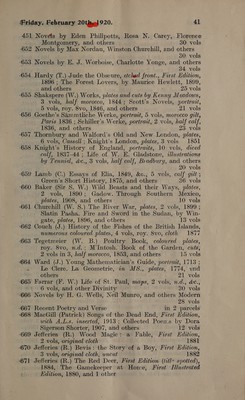 Friday, February 20th, 1920. 41
651 Novels by Eden Phillpotts, Rosa N. Carey, Florence
Montgomery, and others 50 vols
652 Novels by Max Nordau, Winston Churchill, and others
30 vols
653 Novels by E. J. Worboise, Charlotte Yonge, and others
34 vols
654 Hardy (T.) Jude the Obscure, etched front., First Edition,
1896 ; The Forest Lovers, by Maurice Hewlett, 1899,
and others 25 vols
655 Shakspere (W.) Works, plates and cuts by Kenny Meadows,
3 vols, half morocco, 1844 ; Scott's Novels, portrait,
5 vols, roy. 8vo, 1846, and others 21 vols
656 Goethe's Sämmtliche Werke, portrait, 5 vols, morocco gilt,
Paris 1836 ; Schiller's Werke, portrait, 2 vols, half calf,
1836, and others 23 vols
657 Thornbury and Walford's Old and New London, plates,
6 vols, Cassell ; Knight's London, plates, 3 vols 1851
658 Knight's History of England, portraits, 10 vols, diced
calf, 1837-44 ; Life of W. E. Gladstone, illustrations
by Tenniel, &c., 3 vols, half calf, Bradbury, and others
30 vols
659 Lamb (C.) Essays of Elia, 1840, &c., 5 vols, calf gilt ;
Green's Short History, 1875, and others 36 vols
660 Baker (Sir S. W.) Wild Beasts and their Ways, plates,
2 vols, 1890 ; Gadow, Through Southern Mexico,
plates, 1908, and others 10 vols
661 Churchill (W. S.) The River War, plates, 2 vols, 1899 ;
Slatin Pasha, Fire and Sword in the Sudan, by Win-
gate, plates, 1896, and others 13 vols
662 Couch (J.) History of the Fishes of the British Islands,
numerous coloured plates, 4 vols, roy. 8vo, cloth 1877
663 Tegetmeier (W. B.) Poultry Book, coloured plates,
roy. 8vo, n.d. ; M'Intosh, Book of the Garden, cuts,
2 vols in 3, half morocco, 1853, and others 15 vols
664 Ward (J.) Young Mathematician's Guide, portrait, 1713 ;
Le Clerc, La Geometrie, in MS., plates, 1774, and
others 21 vols
665 Farrar (F. W.) Life of St. Paul, maps, 2 vols, n.d., &c.,
6 vols, and other Divinity 30 vols
666 Novels by H. G. Wells, Neil Munro, and others Modern
28 vols
667 Recent Poetry and Verse 21 vols
668 MacGill (Patrick) Songs of the Dead End, First Edition,
with A.L.s. inserted, 1913 ; Collected Poems by Dora
Sigerson Shorter, 1907, and others 12 vols
669 Jefferies (R.) Wood Magic : a Fable, First Edition,
2 vols, original cloth 1881
670 Jefferies (R.) Bevis : the Story of a Boy, First Edition,
3 vols, original cloth, uncut 1882
671 Jefferies (R.) The Red Deer, First Edition (title spotted),
1884, The Gamekeeper at Home, First Illustrated
Edition, 1880, and 1 other